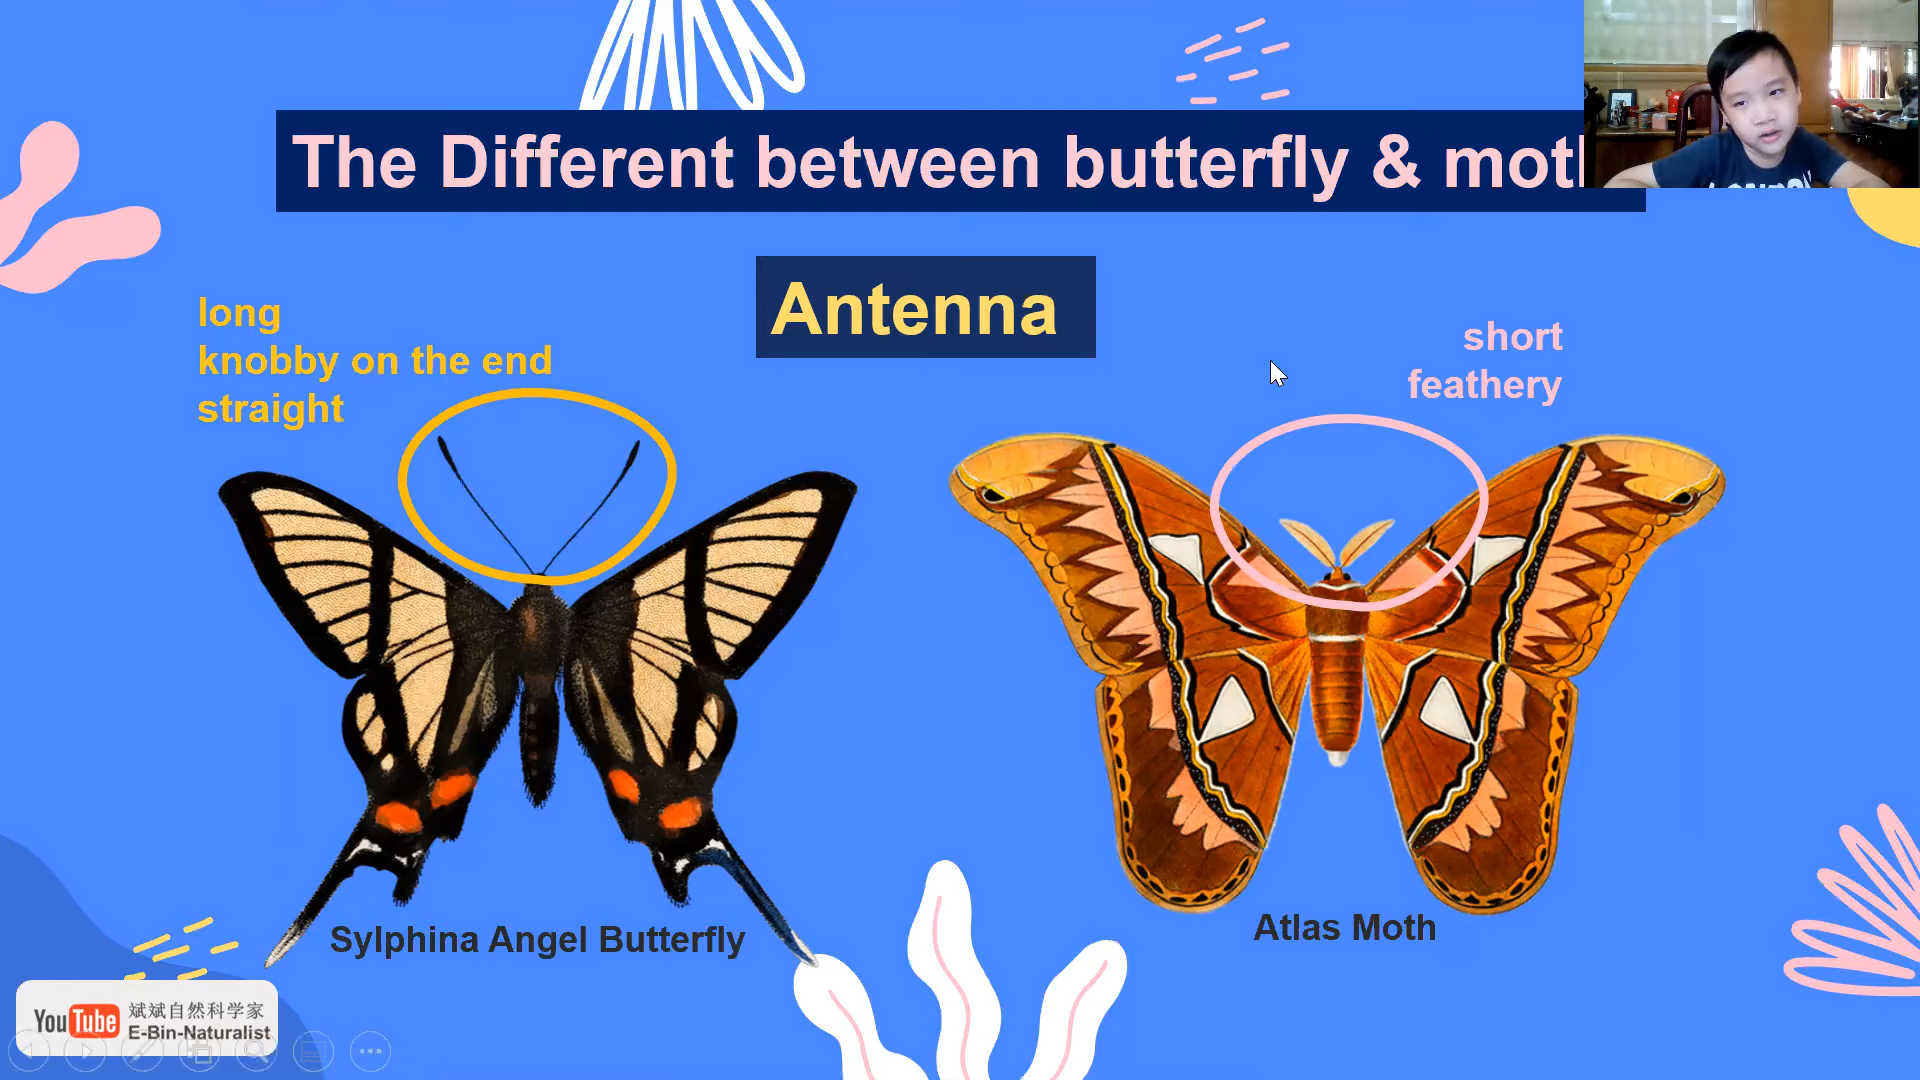 The Different between butterfly & mot
Antenna
long
knobby on the end
straight
short
feathery
Sylphina Angel Butterfly
Atlas Moth
YouTube
斌斌自然科学家
E-Bin-Naturalist